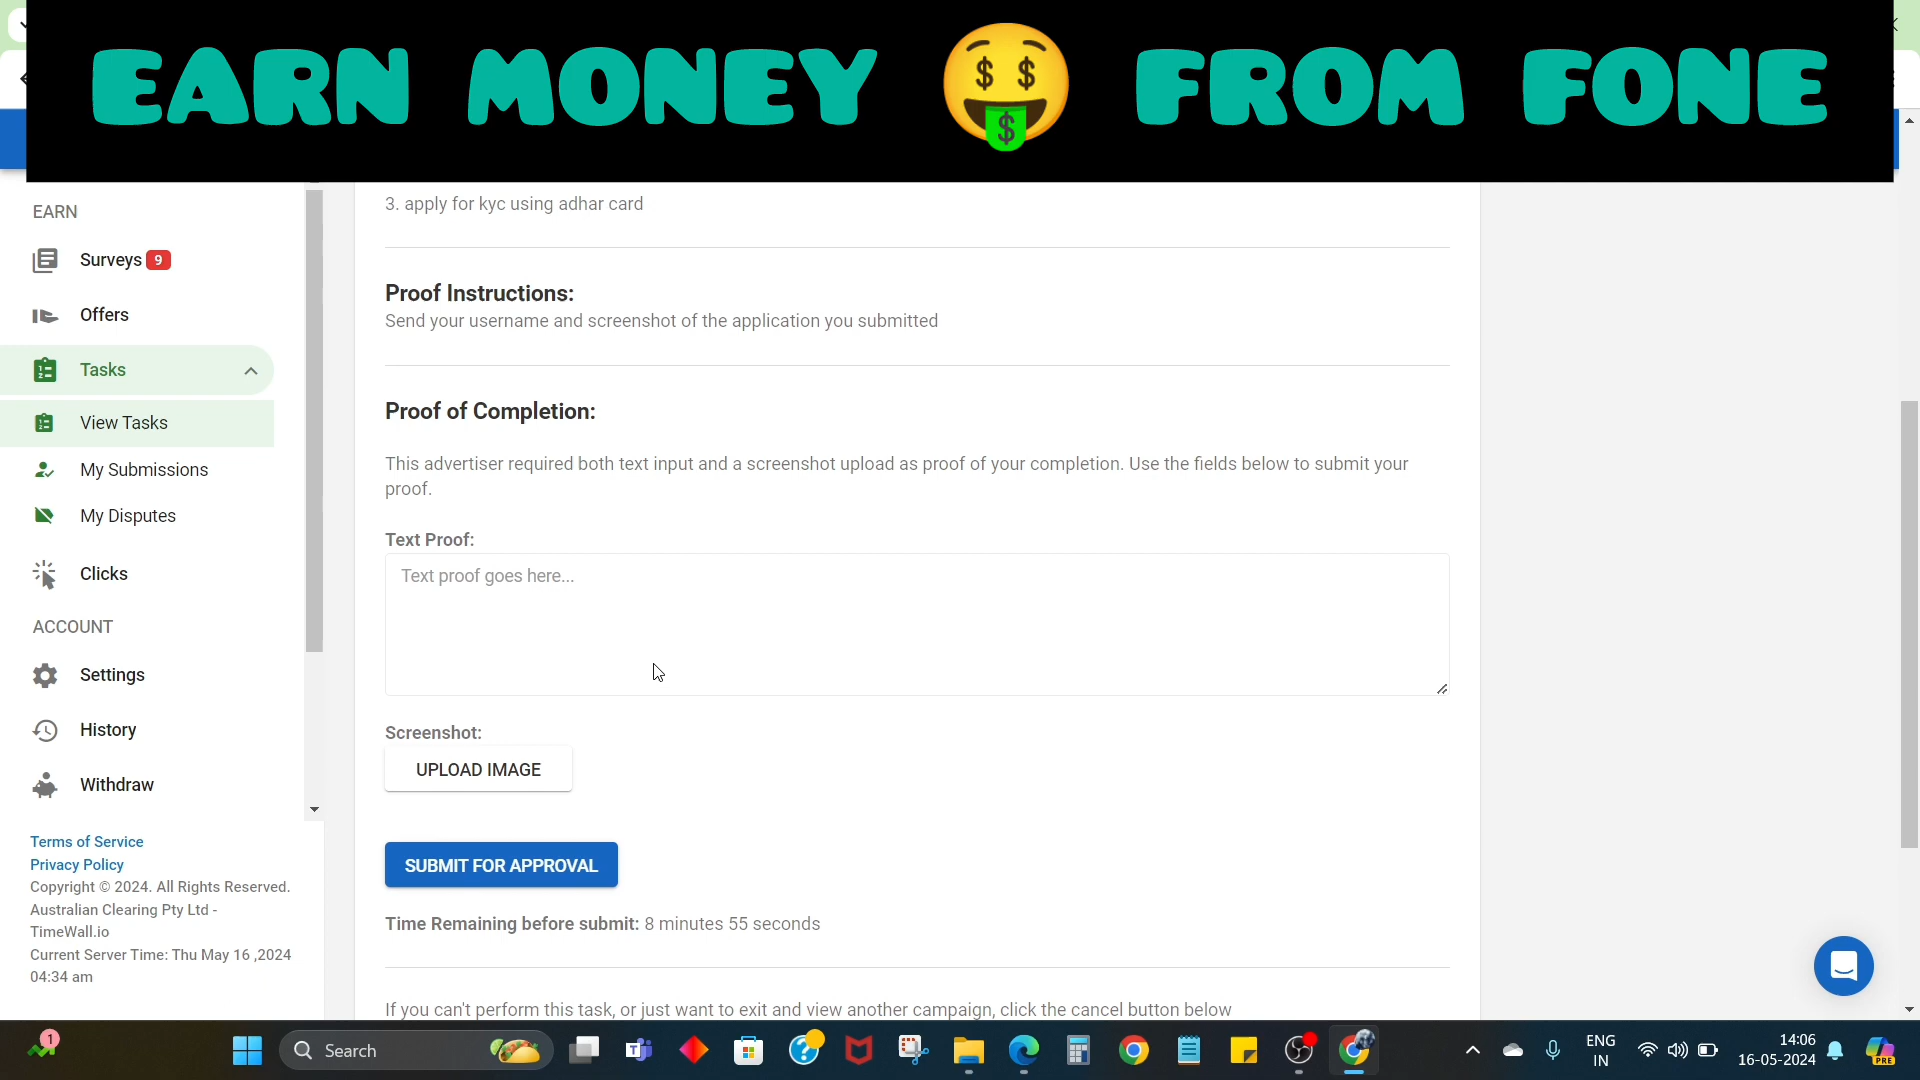 EARN MONEY 🤑 FROM FONE
EARN
Surveys 9
Offers
Tasks
View Tasks
My Submissions
My Disputes
Clicks
ACCOUNT
Settings
History
Withdraw
Terms of Service
Privacy Policy
Copyright © 2024. All Rights Reserved.
Australian Clearing Pty Ltd -
TimeWall.io
Current Server Time: Thu May 16 ,2024
04:34 am
3. apply for kyc using adhar card
Proof Instructions:
Send your username and screenshot of the application you submitted
Proof of Completion:
This advertiser required both text input and a screenshot upload as proof of your completion. Use the fields below to submit your
proof.
Text Proof:
Text proof goes here...
Screenshot:
UPLOAD IMAGE
SUBMIT FOR APPROVAL
Time Remaining before submit: 8 minutes 55 seconds
If you can't perform this task, or just want to exit and view another campaign, click the cancel button below
1
Search
ENG
IN
14:06
16-05-2024
PRE